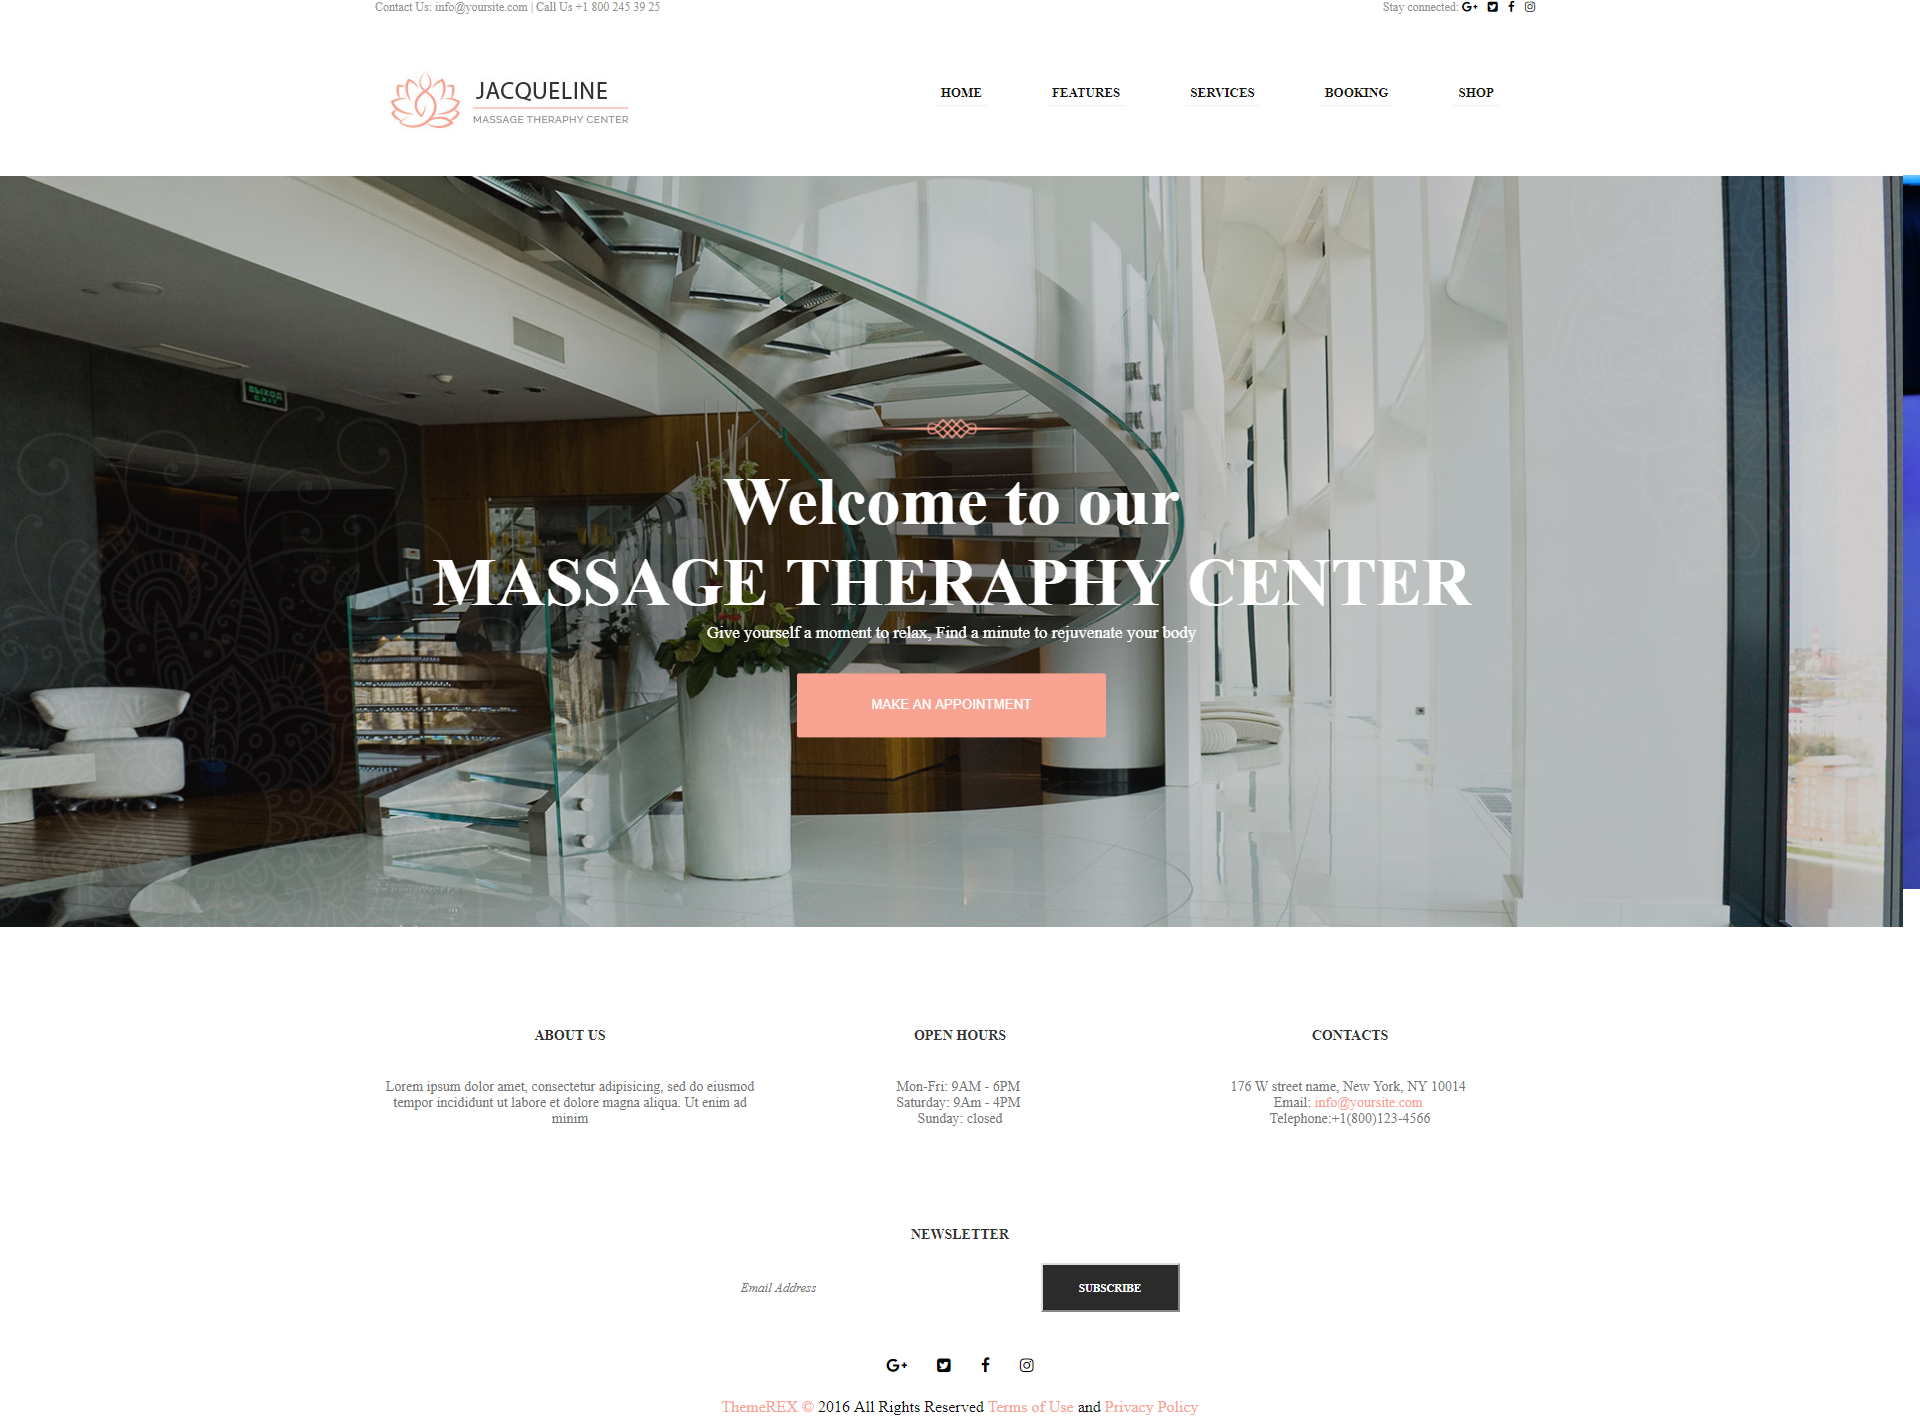 Contact Us: info@yoursite.com | Call Us +1 800 245 39 25
Stay connected:
JACQUELINE
MASSAGE THERAPHY CENTER
HOME
FEATURES
SERVICES
BOOKING
SHOP
ВЫХОД
EXIT
Welcome to our
MASSAGE THERAPHY CENTER
Give yourself a moment to relax, Find a minute to rejuvenate your body
MAKE AN APPOINTMENT
ABOUT US
Lorem ipsum dolor amet, consectetur adipisicing, sed do eiusmod
tempor incididunt ut labore et dolore magna aliqua. Ut enim ad
minim
OPEN HOURS
Mon-Fri: 9AM - 6PM
Saturday: 9Am - 4PM
Sunday: closed
CONTACTS
176 W street name, New York, NY 10014
Email: info@yoursite.com
Telephone:+1(800)123-4566
NEWSLETTER
Email Address
SUBSCRIBE
ThemeREX © 2016 All Rights Reserved Terms of Use and Privacy Policy